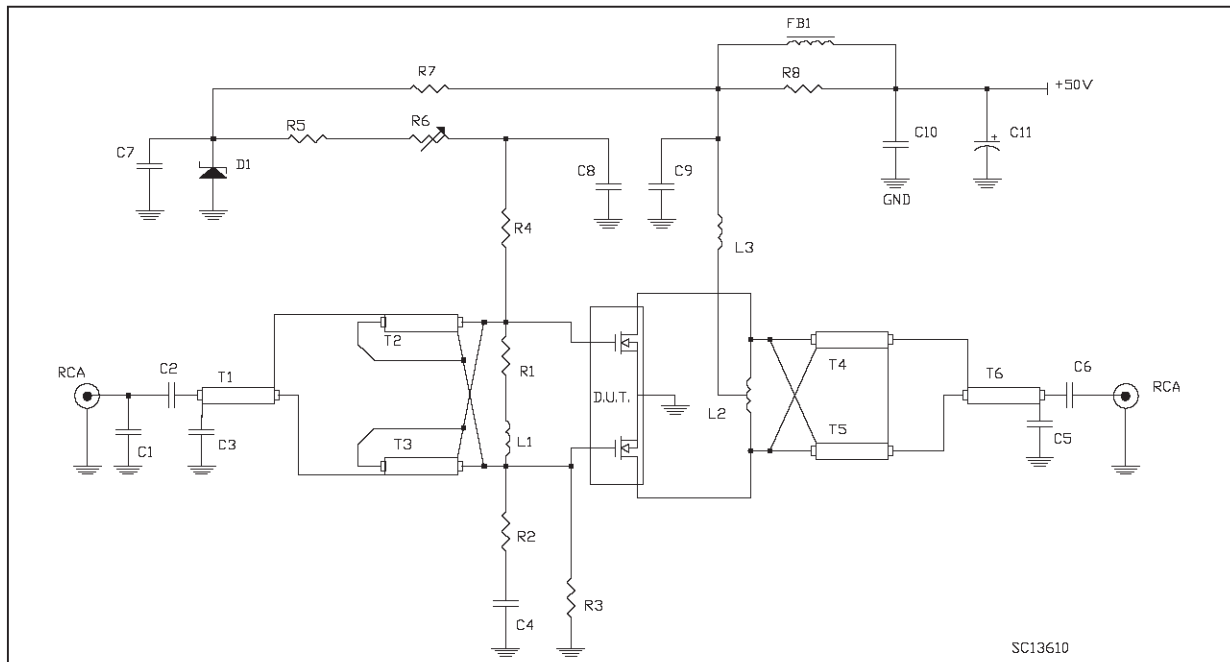 FB1
R7
R8
+50V
R5
R6
C7
D1
C8
C9
C10
C11
GND
R4
L3
T2
R1
RCA
C2
T1
D.U.T.
L2
T4
T6
C6
RCA
C1
C3
T3
L1
T5
C5
R2
R3
C4
SC13610